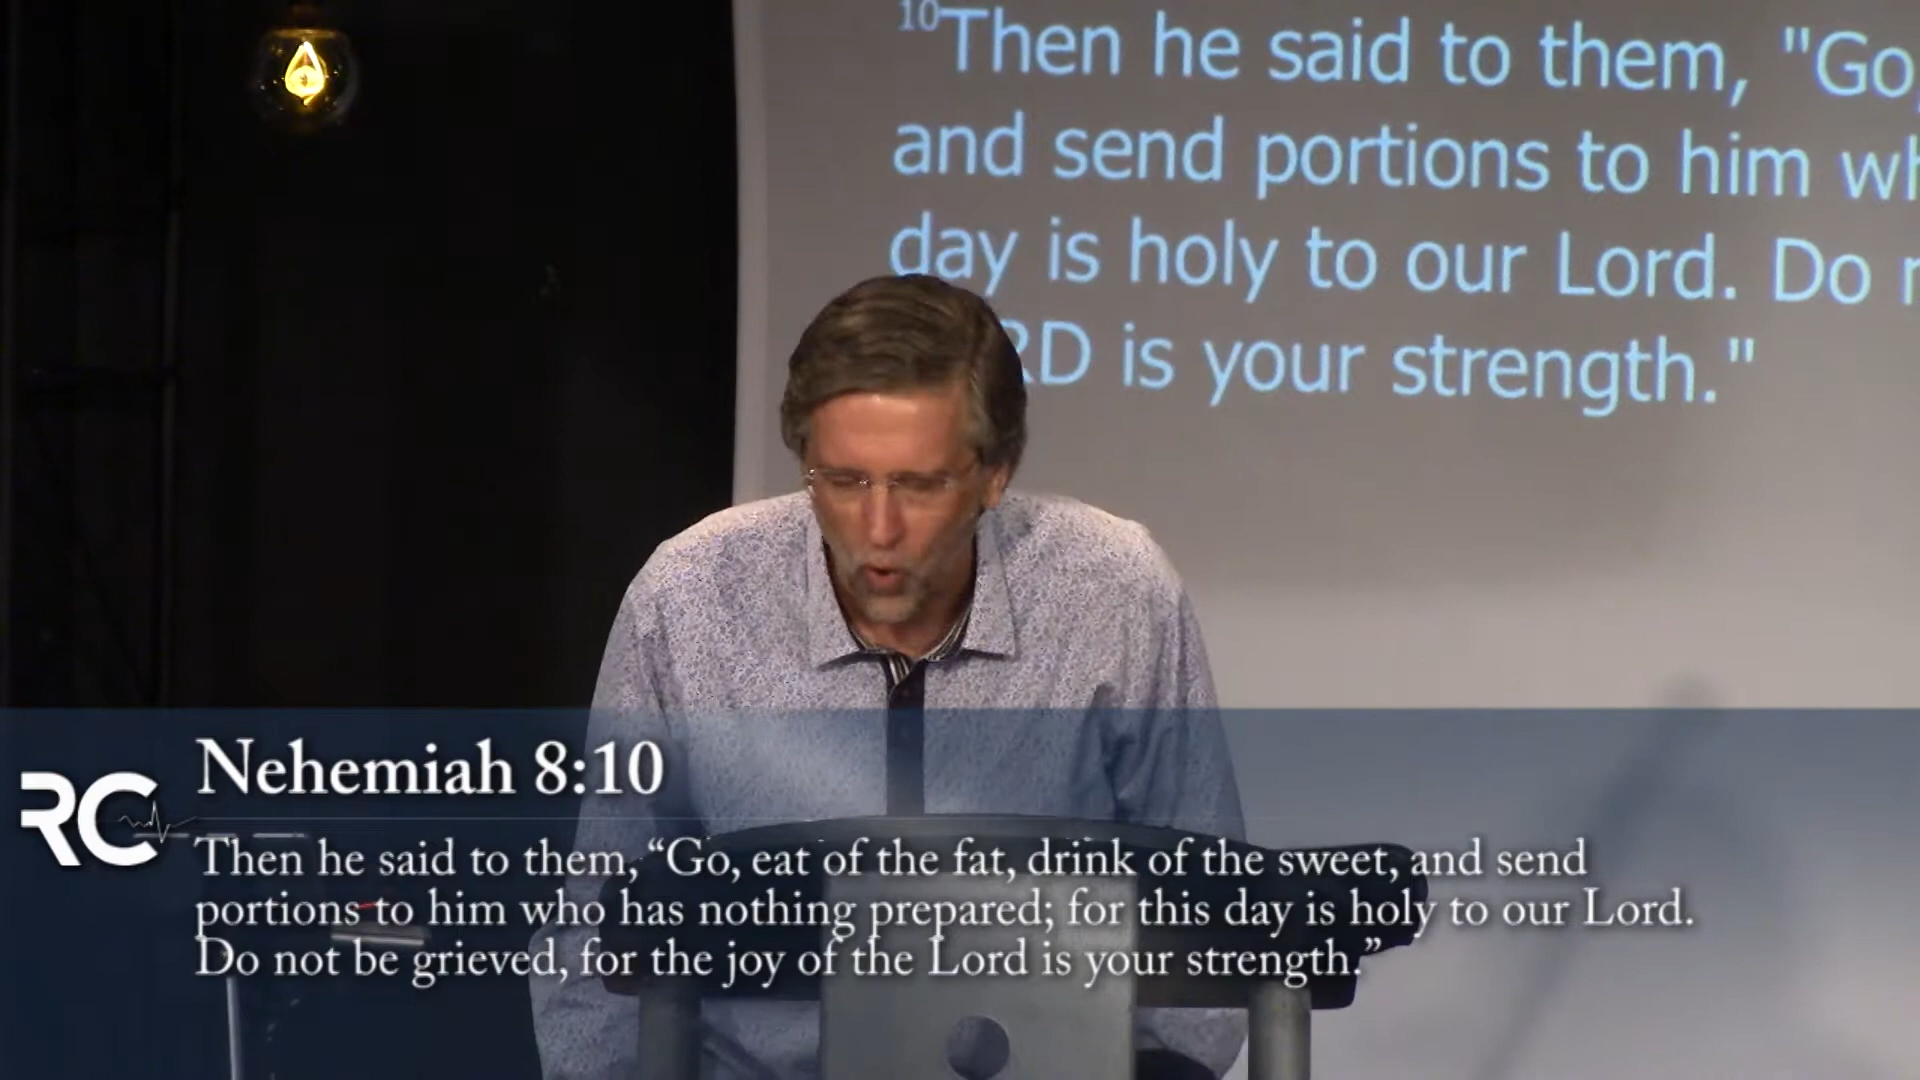 10Then he said to them, "Go,
and send portions to him wh
day is holy to our Lord. Do
RD is your strength."
Nehemiah 8:10
RC
Then he said to them, “Go, eat of the fat, drink of the sweet, and send
portions to him who has nothing prepared; for this day is holy to our Lord.
Do not be grieved, for the joy of the Lord is your strength.”